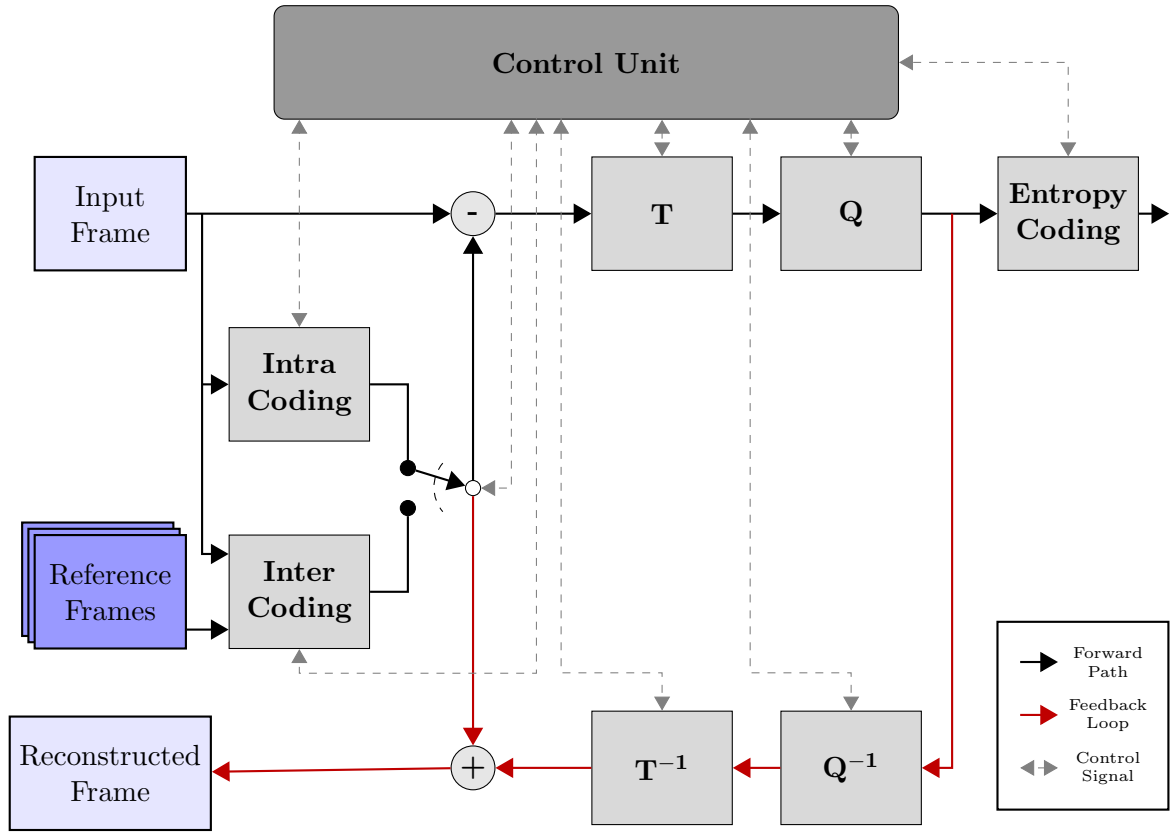 Control Unit
Input
Frame
-
T
Q
Entropy
Coding
Intra
Coding
Reference
Frames
Inter
Coding
Reconstructed
Frame
+
T⁻¹
Q⁻¹
Forward
Path
Feedback
Loop
Control
Signal